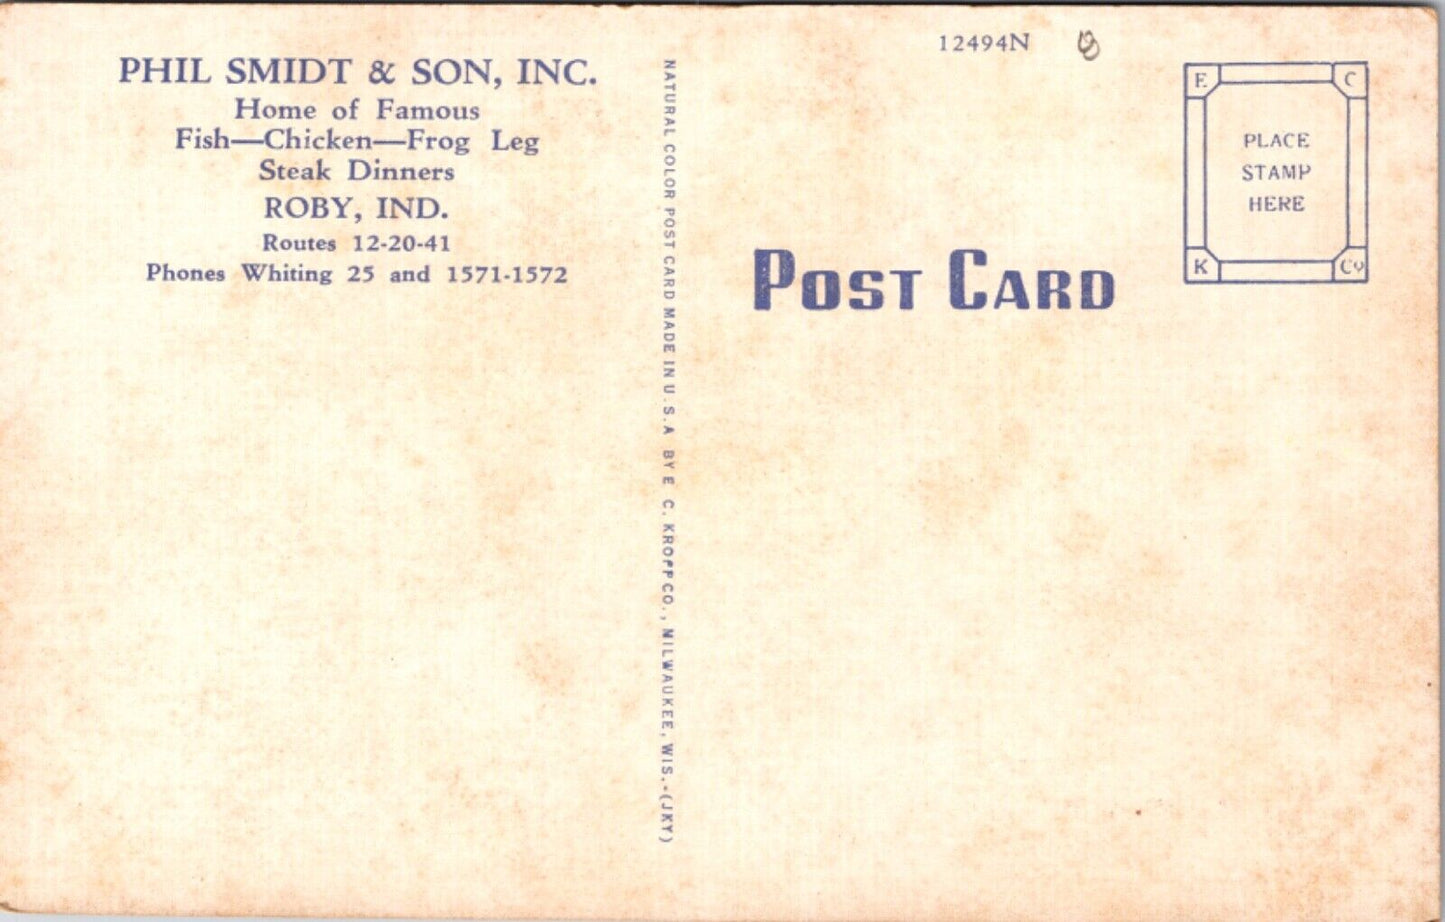 PHIL SMIDT & SON, INC.
Home of Famous
Fish—Chicken—Frog Leg
Steak Dinners
ROBY, IND.
Routes 12-20-41
Phones Whiting 25 and 1571-1572
NATURAL COLOR POST CARD MADE IN U.S.A BY E. C. KROPP CO., MILWAUKEE, WIS.-(JKY)
12494N
POST CARD
E C
PLACE
STAMP
HERE
K Co